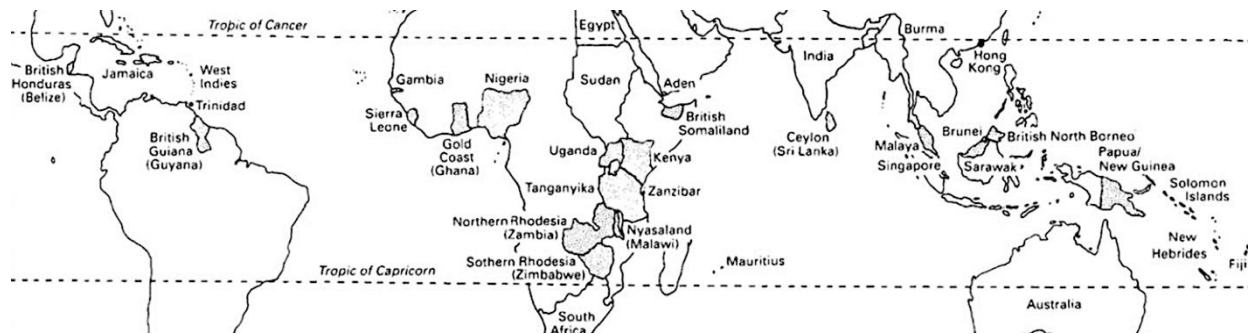 Tropic of Cancer
British
Honduras
(Belize)
Jamaica
West
Indies
Trinidad
British
Guiana
(Guyana)
Gambia
Sierra
Leone
Nigeria
Gold
Coast
(Ghana)
Egypt
Sudan
Aden
British
Somaliland
Uganda
Kenya
Tanganyika
Zanzibar
Northern Rhodesia
(Zambia)
Nyasaland
(Malawi)
Sothern Rhodesia
(Zimbabwe)
South
Africa
Mauritius
Tropic of Capricorn
India
Ceylon
(Sri Lanka)
Burma
Hong
Kong
Malaya
Singapore
Brunei
British North Borneo
Sarawak
Papua/
New Guinea
Solomon
Islands
New
Hebrides
Fiji
Australia